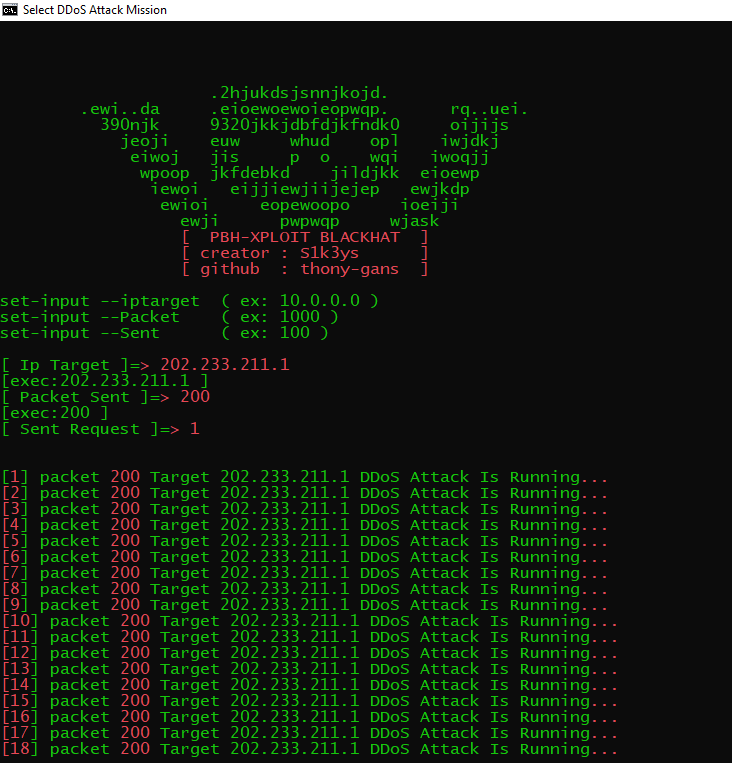 Select DDoS Attack Mission
.2hjukdsjsnnjkojd.
.ewi..da .eioewoewoieopwqp. rq..uei.
390njk 9320jkkjdbfdjkfndk0 oijijs
jeoji euw whud opl iwjdkj
eiwoj jis p o wqi iwoqjj
wpoop jkfdebkd jildjkk eioewp
iewoi eijjiewjiijejep ewjkdp
ewioi eopewoopo ioeiji
ewji pwpwqp wjask
[ PBH-XPLOIT BLACKHAT ]
[ creator : S1k3ys ]
[ github : thony-gans ]
set-input --iptarget ( ex: 10.0.0.0 )
set-input --Packet ( ex: 1000 )
set-input --Sent ( ex: 100 )
[ Ip Target ]=> 202.233.211.1
[exec:202.233.211.1 ]
[ Packet Sent ]=> 200
[exec:200 ]
[ Sent Request ]=> 1
[1] packet 200 Target 202.233.211.1 DDoS Attack Is Running...
[2] packet 200 Target 202.233.211.1 DDoS Attack Is Running...
[3] packet 200 Target 202.233.211.1 DDoS Attack Is Running...
[4] packet 200 Target 202.233.211.1 DDoS Attack Is Running...
[5] packet 200 Target 202.233.211.1 DDoS Attack Is Running...
[6] packet 200 Target 202.233.211.1 DDoS Attack Is Running...
[7] packet 200 Target 202.233.211.1 DDoS Attack Is Running...
[8] packet 200 Target 202.233.211.1 DDoS Attack Is Running...
[9] packet 200 Target 202.233.211.1 DDoS Attack Is Running...
[10] packet 200 Target 202.233.211.1 DDoS Attack Is Running...
[11] packet 200 Target 202.233.211.1 DDoS Attack Is Running...
[12] packet 200 Target 202.233.211.1 DDoS Attack Is Running...
[13] packet 200 Target 202.233.211.1 DDoS Attack Is Running...
[14] packet 200 Target 202.233.211.1 DDoS Attack Is Running...
[15] packet 200 Target 202.233.211.1 DDoS Attack Is Running...
[16] packet 200 Target 202.233.211.1 DDoS Attack Is Running...
[17] packet 200 Target 202.233.211.1 DDoS Attack Is Running...
[18] packet 200 Target 202.233.211.1 DDoS Attack Is Running...